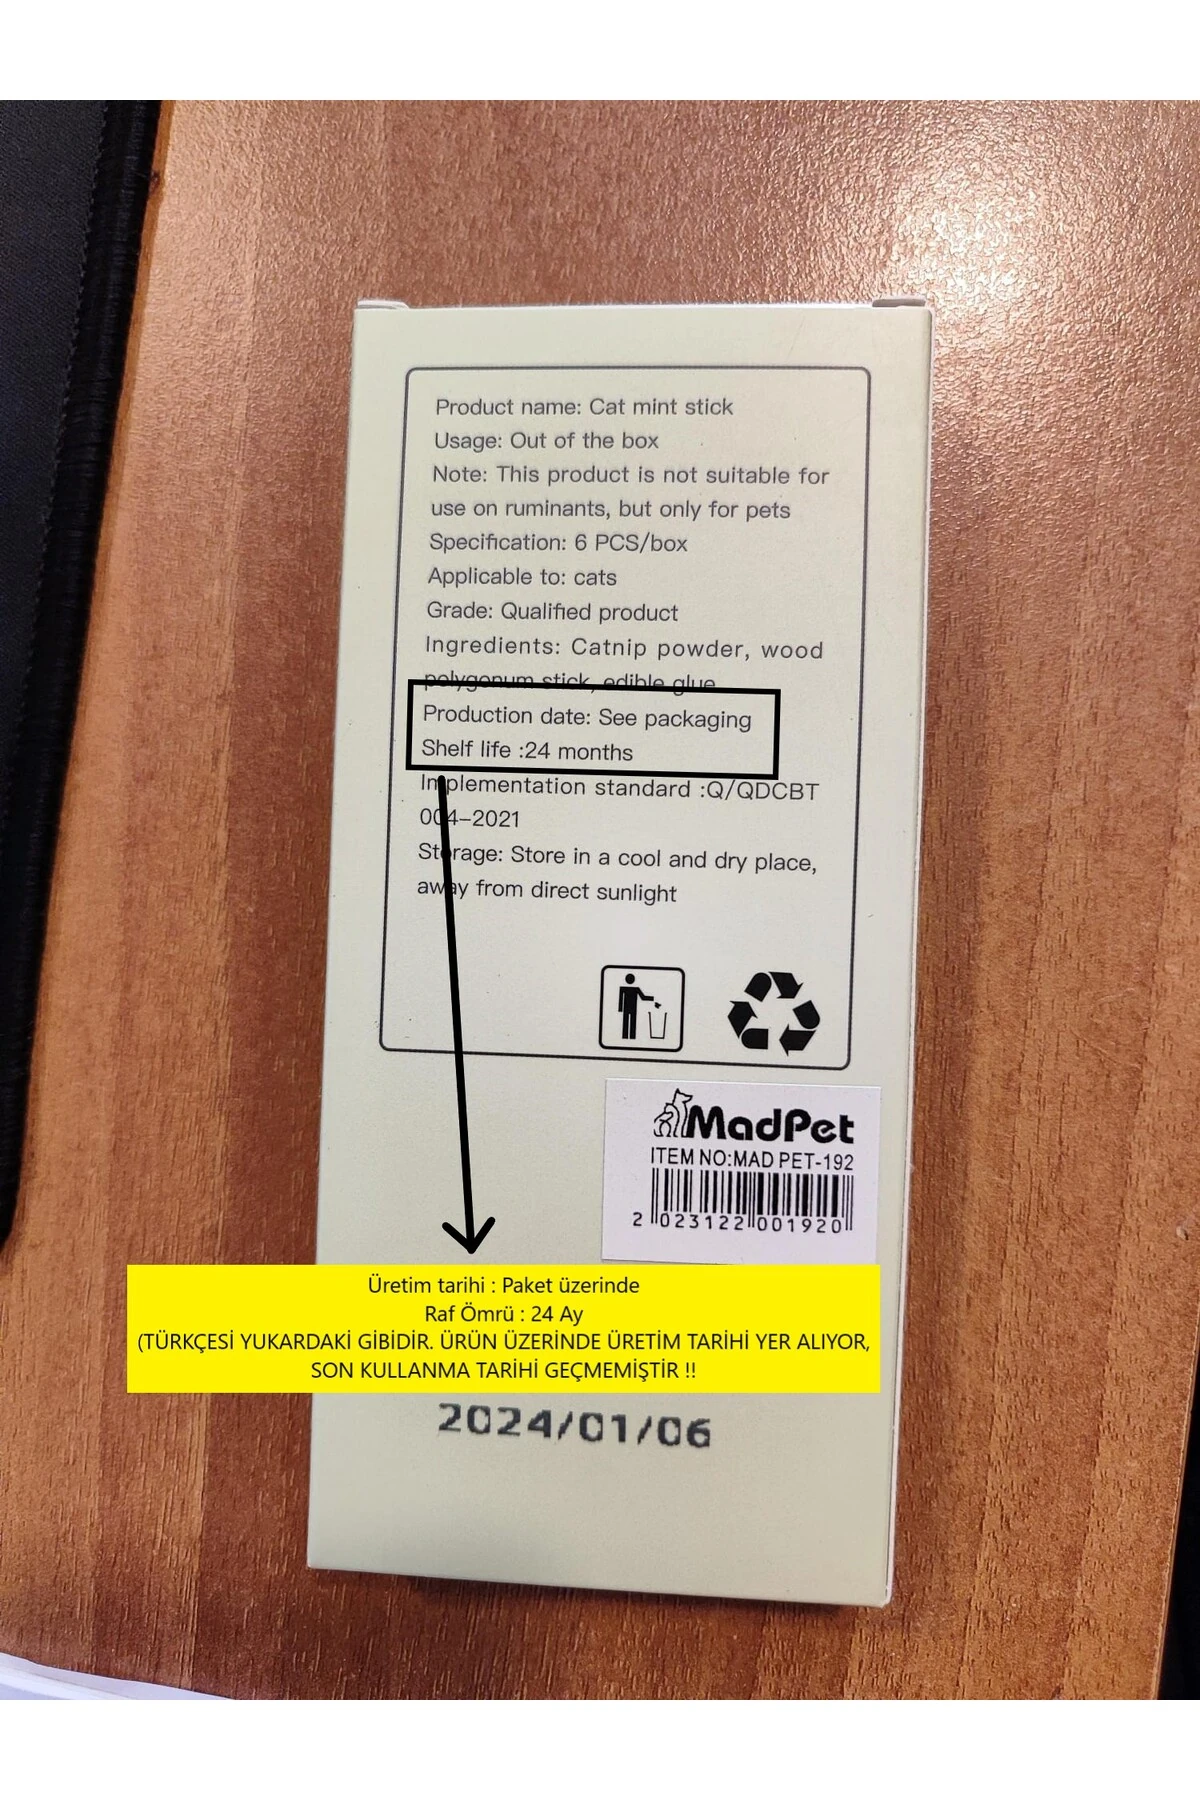 Product name: Cat mint stick
Usage: Out of the box
Note: This product is not suitable for
use on ruminants, but only for pets
Specification: 6 PCS/box
Applicable to: cats
Grade: Qualified product
Ingredients: Catnip powder, wood
polygonum stick, edible glue
Production date: See packaging
Shelf life :24 months
Implementation standard :Q/QDCBT
004-2021
Storage: Store in a cool and dry place,
away from direct sunlight
MadPet
ITEM NO:MAD PET-192
2 023122 001920
Üretim tarihi : Paket üzerinde
Raf Ömrü : 24 Ay
(TÜRKÇESİ YUKARDAKİ GİBİDİR. ÜRÜN ÜZERİNDE ÜRETİM TARİHİ YER ALIYOR,
SON KULLANMA TARİHİ GEÇMEMİŞTİR !!
2024/01/06